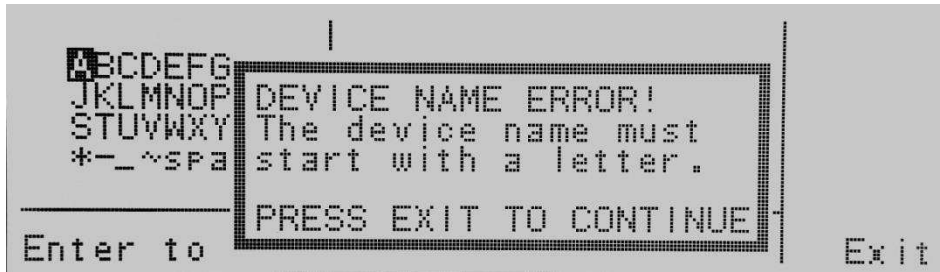 ABCDEFG
JKLMNOP
STUVWXY
*-_~spa
DEVICE NAME ERROR!
The device name must
start with a letter.
PRESS EXIT TO CONTINUE
Enter to
Exit